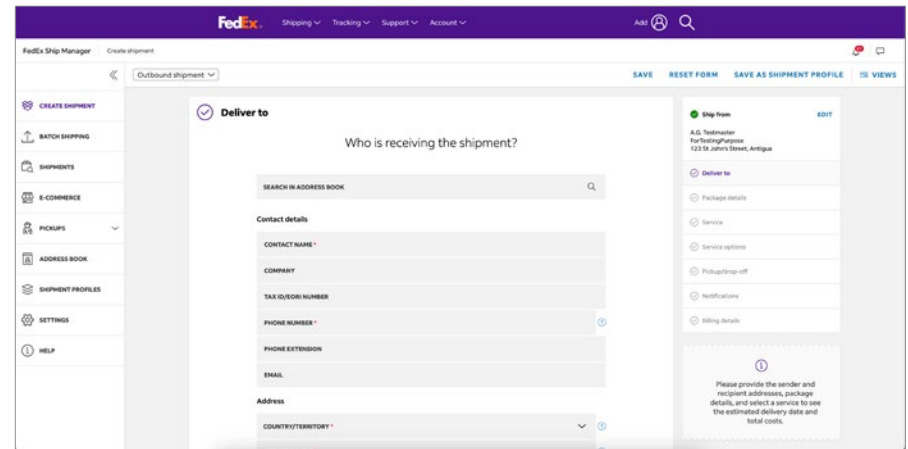 FedEx. Shipping Tracking Support Account Add
FedEx Ship Manager Create shipment
Outbound shipment SAVE RESET FORM SAVE AS SHIPMENT PROFILE VIEWS
CREATE SHIPMENT
BATCH SHIPPING
SHIPMENTS
E-COMMERCE
PICKUPS
ADDRESS BOOK
SHIPMENT PROFILES
SETTINGS
HELP
Deliver to
Who is receiving the shipment?
SEARCH IN ADDRESS BOOK
Contact details
CONTACT NAME *
COMPANY
TAX ID/EORI NUMBER
PHONE NUMBER *
PHONE EXTENSION
EMAIL
Address
COUNTRY/TERRITORY *
Ship from EDIT
A.G. Testmaster
ForTestingPurpose
123 St John's Street, Antigua
Deliver to
Package details
Service
Service options
Pickup/drop-off
Notifications
Billing details
Please provide the sender and
recipient addresses, package
details, and select a service to see
the estimated delivery date and
total costs.